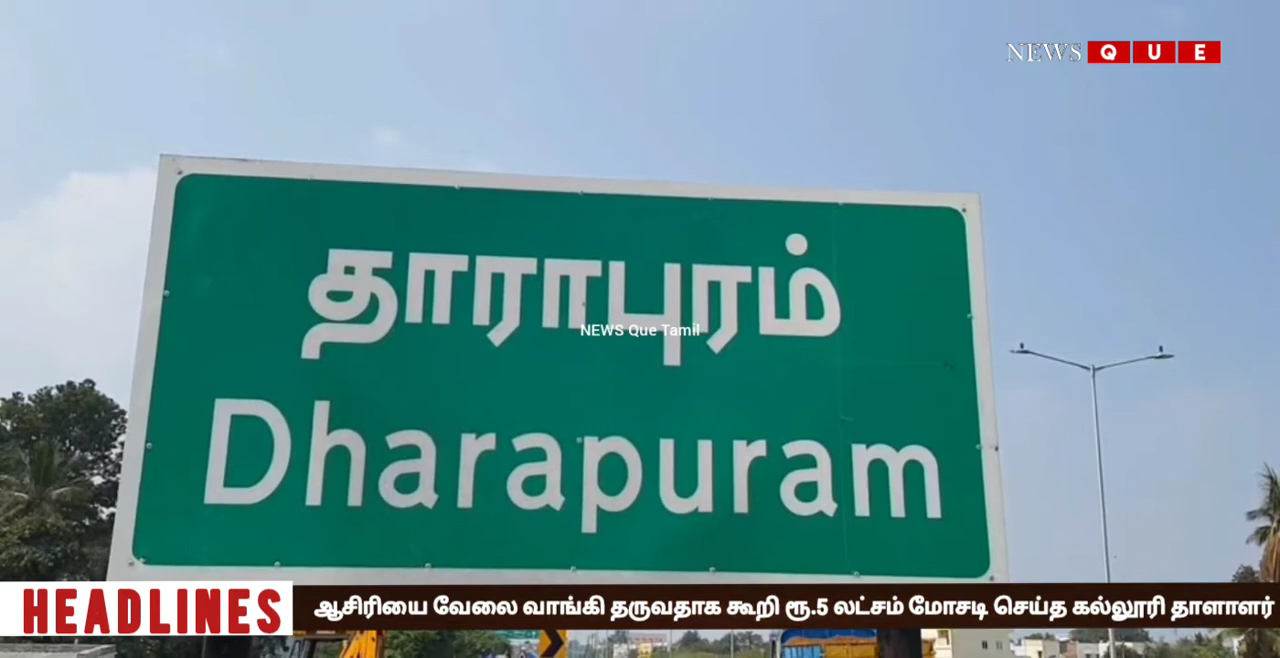 NEWS QUE
தாராபுரம்
NEWS Que Tamil
Dharapuram
HEADLINES
ஆசிரியை வேலை வாங்கி தருவதாக கூறி ரூ.5 லட்சம் மோசடி செய்த கல்லூரி தாளாளர்